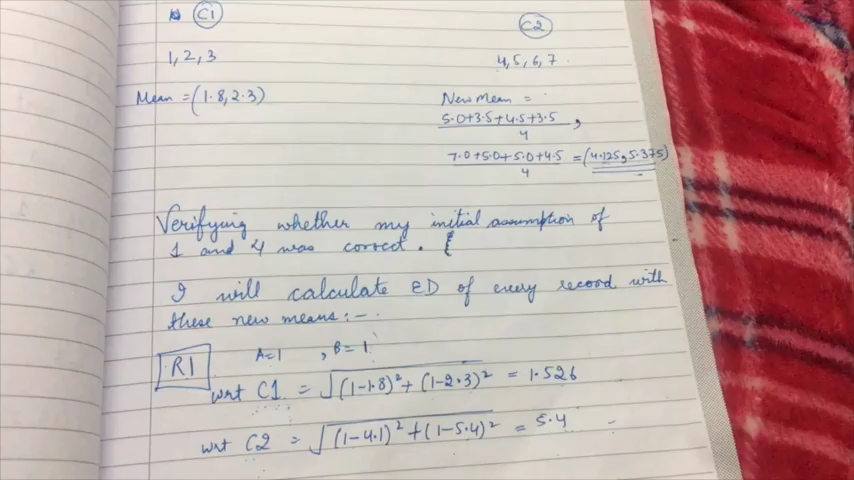 C1
C2
1, 2, 3
4, 5, 6, 7
Mean = (1.8, 2.3)
New Mean =
5.0+3.5+4.5+3.5
4
,
7.0+5.0+5.0+4.5
4
= (4.125, 5.375)
Verifying whether my initial assumption of
1 and 4 was correct.
I will calculate ED of every record with
these new means:-
R1
A=1 , B=1
wrt C1 = √(1-1.8)² + (1-2.3)² = 1.526
wrt C2 = √(1-4.1)² + (1-5.4)² = 5.4